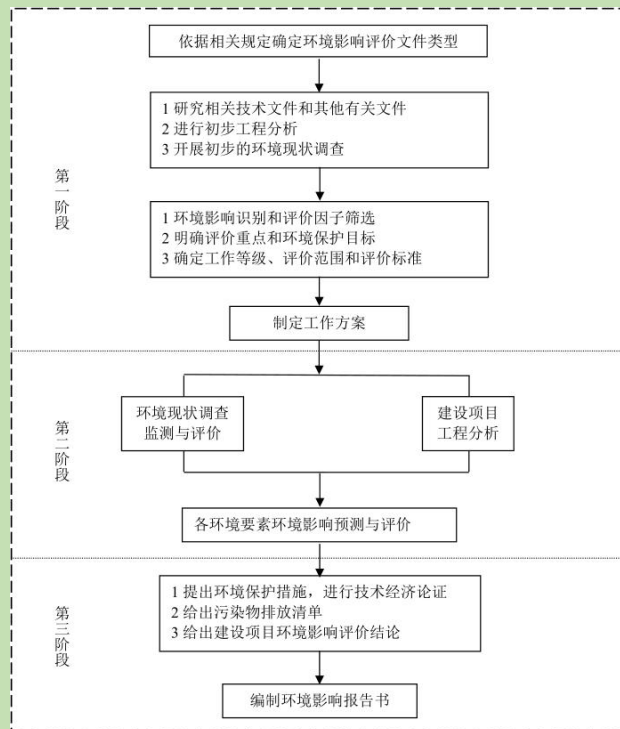 依据相关规定确定环境影响评价文件类型
1 研究相关技术文件和其他有关文件
2 进行初步工程分析
3 开展初步的环境现状调查
第一阶段
1 环境影响识别和评价因子筛选
2 明确评价重点和环境保护目标
3 确定工作等级、评价范围和评价标准
制定工作方案
第二阶段
环境现状调查
监测与评价
建设项目
工程分析
各环境要素环境影响预测与评价
第三阶段
1 提出环境保护措施，进行技术经济论证
2 给出污染物排放清单
3 给出建设项目环境影响评价结论
编制环境影响报告书